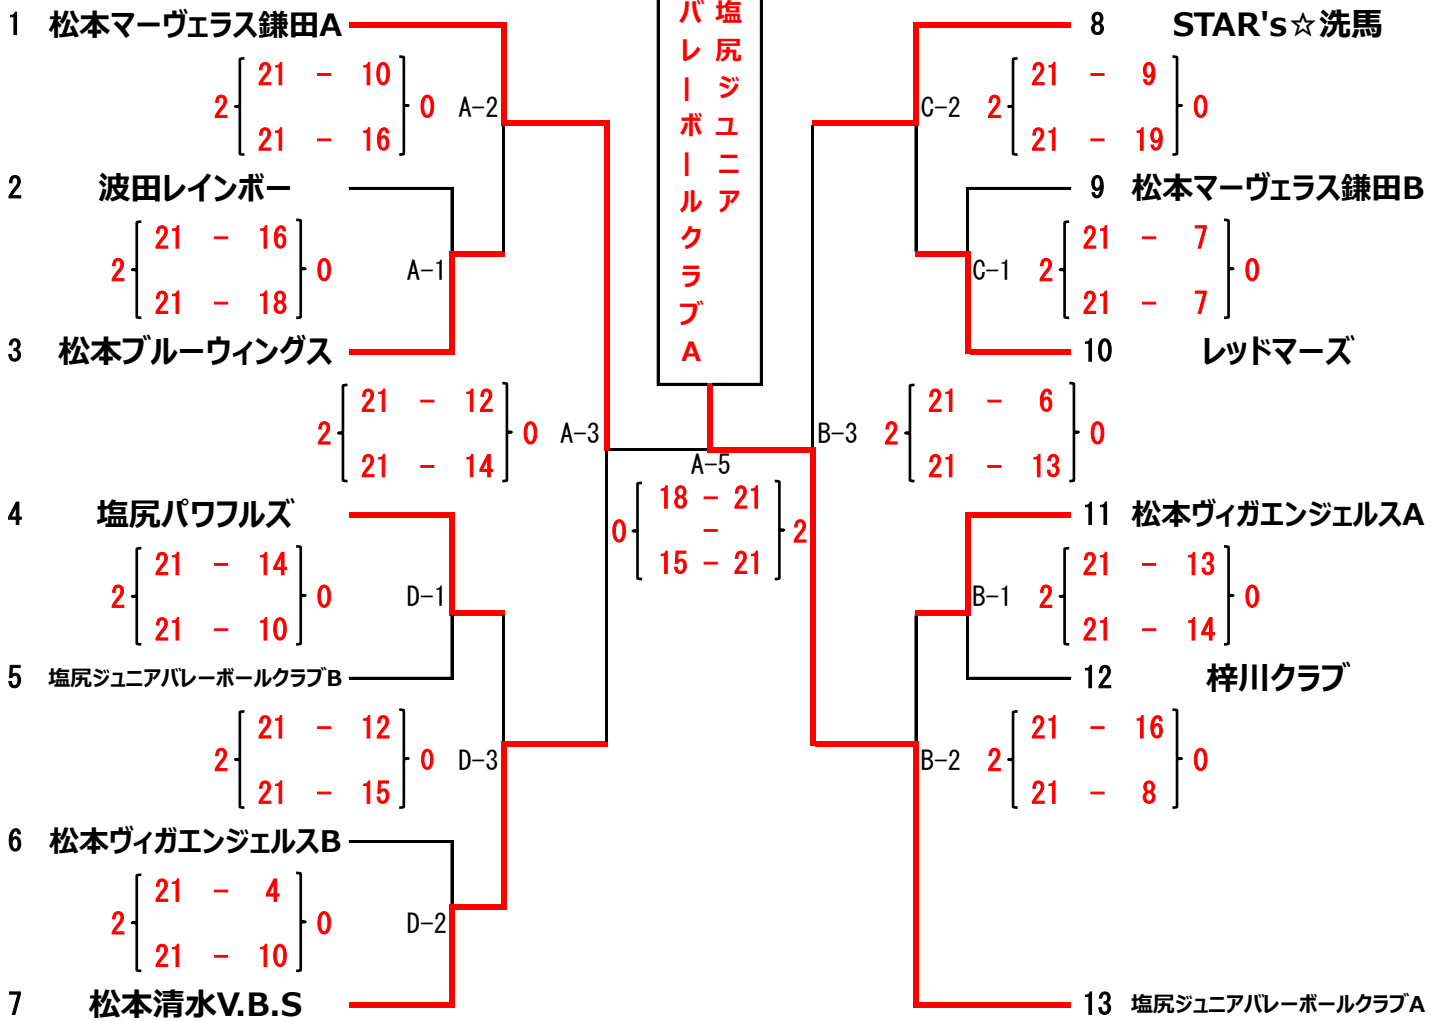 1 松本マーヴェラス鎌田A
21 - 10
2 0 A-2
21 - 16
2 波田レインボー
21 - 16
2 0 A-1
21 - 18
3 松本ブルーウィングス
21 - 12
2 0 A-3
21 - 14
4 塩尻パワフルズ
21 - 14
2 0 D-1
21 - 10
5 塩尻ジュニアバレーボールクラブB
21 - 12
2 0 D-3
21 - 15
6 松本ヴィガエンジェルスB
21 - 4
2 0 D-2
21 - 10
7 松本清水V.B.S
塩尻ジュニア
バレーボールクラブA
A-5
18 - 21
0 - 2
15 - 21
8 STAR's☆洗馬
21 - 9
C-2 2 0
21 - 19
9 松本マーヴェラス鎌田B
21 - 7
C-1 2 0
21 - 7
10 レッドマーズ
21 - 6
B-3 2 0
21 - 13
11 松本ヴィガエンジェルスA
21 - 13
B-1 2 0
21 - 14
12 梓川クラブ
21 - 16
B-2 2 0
21 - 8
13 塩尻ジュニアバレーボールクラブA